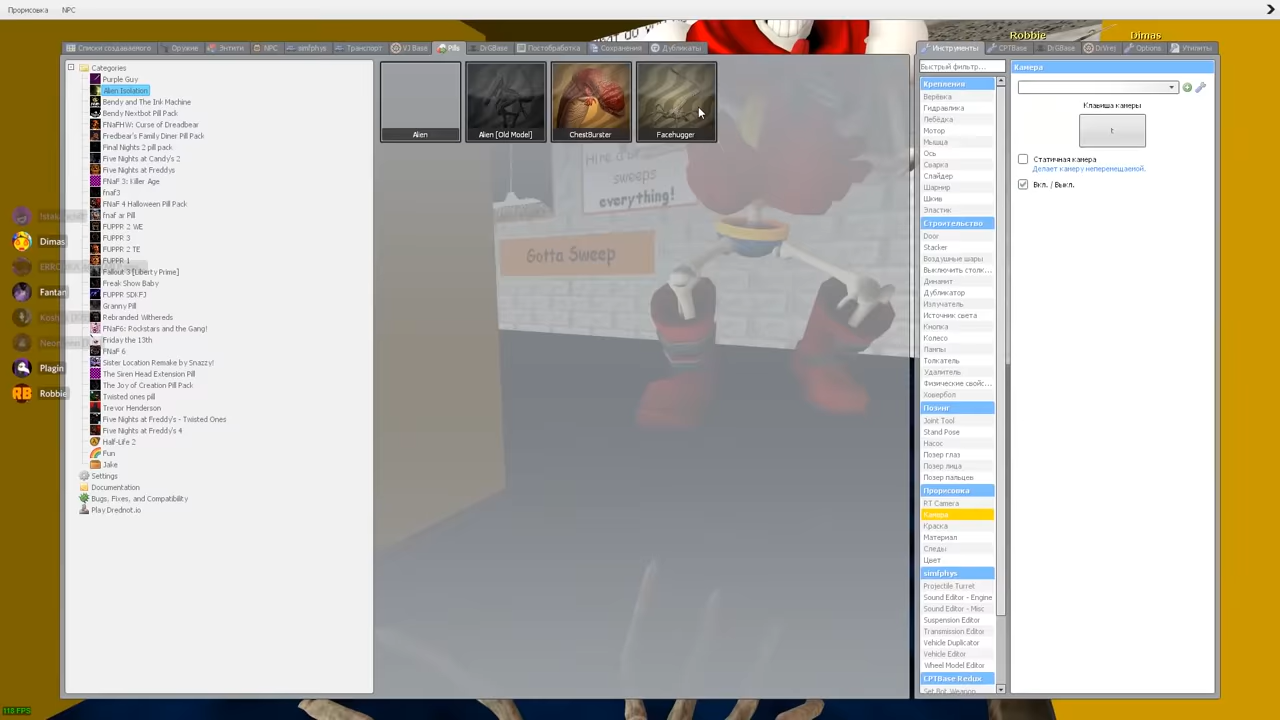 Прорисовка NPC
Robbie Dimas
Списки создаваемого Оружие Энтити NPC simfphys Транспорт VJ Base Pills DrGBase Постобработка Сохранения Дубликаты
Инструменты CPTBase DrGBase DrVrej Options Утилиты
Categories
Purple Guy
Alien Isolation
Bendy and The Ink Machine
Bendy Nextbot Pill Pack
FNaFHW: Curse of Dreadbear
Fredbear's Family Diner Pill Pack
Final Nights 2 pill pack
Five Nights at Candy's 2
Five Nights at Freddys
FNaF 3: Killer Age
fnaf3
FNAF 4 Halloween Pill Pack
fnaf ar Pill
FUPPR 2 WE
FUPPR 3
FUPPR 2 TE
FUPPR 1
Fallout 3 [Liberty Prime]
Freak Show Baby
FUPPR SDI.FJ
Granny Pill
Rebranded Withereds
FNaF6: Rockstars and the Gang!
Friday the 13th
FNAF 6
Sister Location Remake by Snazzy!
The Siren Head Extension Pill
The Joy of Creation Pill Pack
Twisted ones pill
Trevor Henderson
Five Nights at Freddy's - Twisted Ones
Five Nights at Freddy's 4
Half-Life 2
Fun
Jake
Settings
Documentation
Bugs, Fixes, and Compatibility
Play Drednot.io
Dimas
Fantan
Plagin
Robbie
Alien
Alien [Old Model]
ChestBurster
Facehugger
sweeps
everything!
Gotta Sweep
Быстрый фильтр...
Крепления
Верёвка
Гидравлика
Лебёдка
Мотор
Мышца
Ось
Сварка
Слайдер
Шарнир
Шкив
Эластик
Строительство
Door
Stacker
Воздушные шары
Выключить столк...
Динамит
Дубликатор
Излучатель
Источник света
Кнопка
Колесо
Лампы
Толкатель
Удалитель
Физические свойс...
Ховербол
Позинг
Joint Tool
Stand Pose
Насос
Позер глаз
Позер лица
Позер пальцев
Прорисовка
RT Camera
Камера
Краска
Материал
Следы
Цвет
simfphys
Projectile Turret
Sound Editor - Engine
Sound Editor - Misc
Suspension Editor
Transmission Editor
Vehicle Duplicator
Vehicle Editor
Wheel Model Editor
CPTBase Redux
Set Bot Weapon
Камера
Клавиша камеры
t
Статичная камера
Делает камеру неперемещаемой.
Вкл. / Выкл.
118 FPS